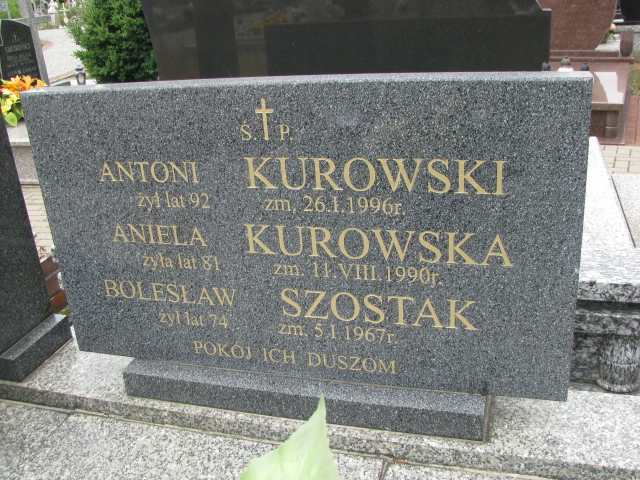 Ś. P.
ANTONI KUROWSKI
żył lat 92 zm. 26.I.1996r.
ANIELA KUROWSKA
żyła lat 81 zm. 11.VIII.1990r.
BOLESŁAW SZOSTAK
żył lat 74 zm. 5.I.1967r.
POKÓJ ICH DUSZOM